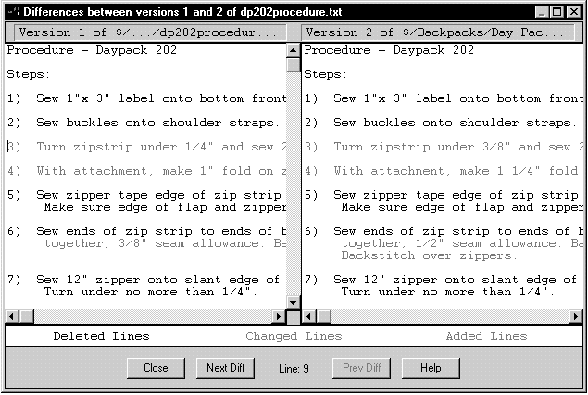 Differences between versions 1 and 2 of dp202procedure.txt
Version 1 of $/.../dp202procedur...
Version 2 of $/Backpacks/Day Pac...
Procedure - Daypack 202
Steps:
1) Sew 1"x 3" label onto bottom front
2) Sew buckles onto shoulder straps.
3) Turn zipstrip under 1/4" and sew 2
4) With attachment, make 1" fold on z
5) Sew zipper tape edge of zip strip
Make sure edge of flap and zipper
6) Sew ends of zip strip to ends of b
together, 3/8" seam allowance. Ba
7) Sew 12" zipper onto slant edge of
Turn under no more than 1/4".
Procedure - Daypack 202
Steps:
1) Sew 1"x 3" label onto bottom front
2) Sew buckles onto shoulder straps.
3) Turn zipstrip under 3/8" and sew
4) With attachment, make 1 1/4" fold
5) Sew zipper tape edge of zip strip
Make sure edge of flap and zipper
6) Sew ends of zip strip to ends of b
together, 1/2" seam allowance. Ba
Backstitch over zippers.
7) Sew 12" zipper onto slant edge of
Turn under no more than 1/4".
Deleted Lines Changed Lines Added Lines
Close Next Diff Line: 9 Prev Diff Help